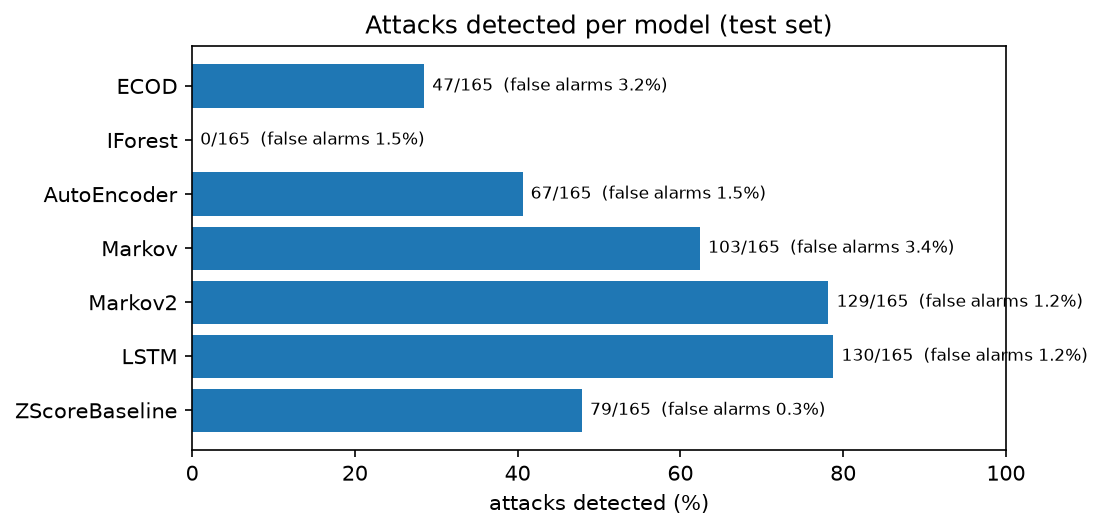 Attacks detected per model (test set)
ECOD 47/165 (false alarms 3.2%)
IForest 0/165 (false alarms 1.5%)
AutoEncoder 67/165 (false alarms 1.5%)
Markov 103/165 (false alarms 3.4%)
Markov2 129/165 (false alarms 1.2%)
LSTM 130/165 (false alarms 1.2%)
ZScoreBaseline 79/165 (false alarms 0.3%)
0 20 40 60 80 100
attacks detected (%)